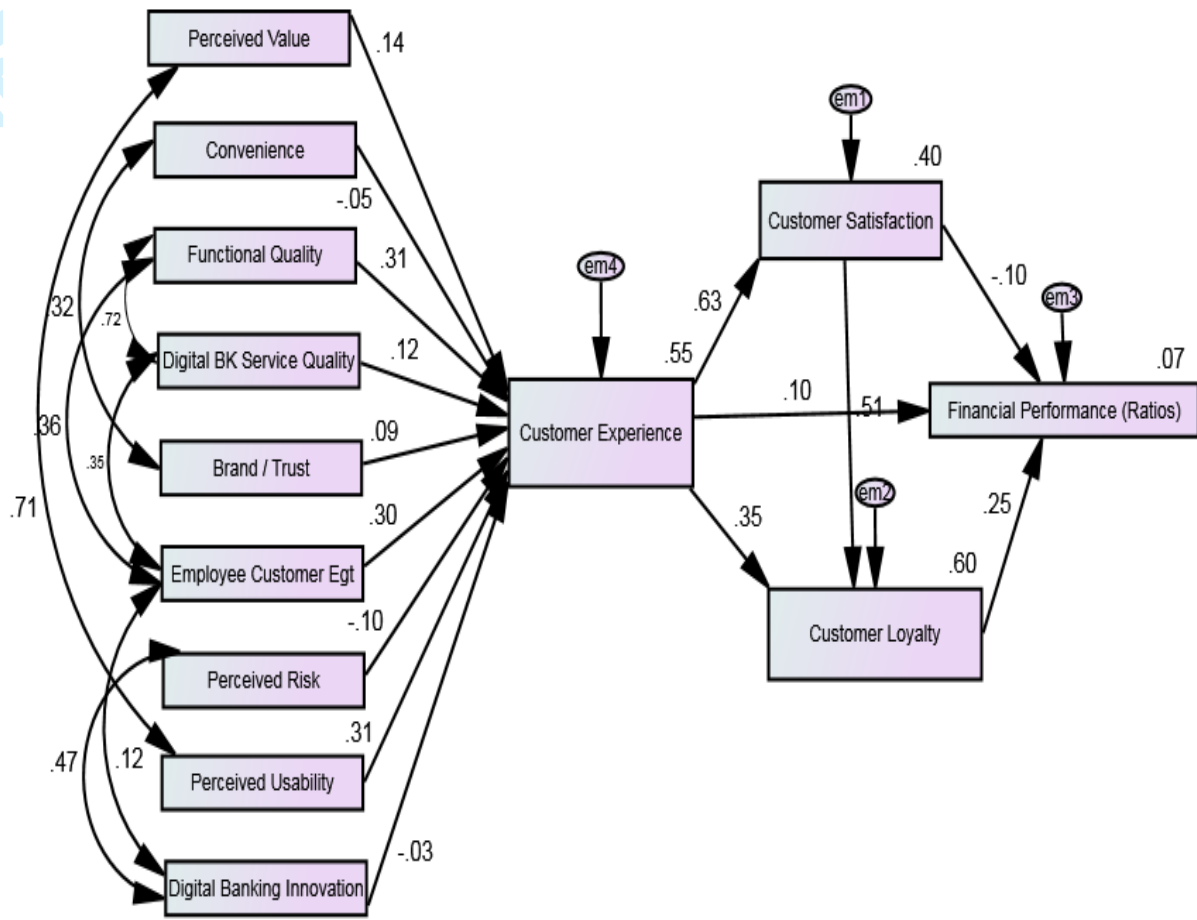 Perceived Value
.14
Convenience
-.05
Functional Quality
.31
.32
.72
Digital BK Service Quality
.12
.36
.35
Brand / Trust
.09
.71
Employee Customer Egt
.30
-.10
Perceived Risk
.47
.12
.31
Perceived Usability
-.03
Digital Banking Innovation
em4
.55
Customer Experience
.63
.10
.35
em1
.40
Customer Satisfaction
-.10
.51
em3
.07
Financial Performance (Ratios)
em2
.60
.25
Customer Loyalty